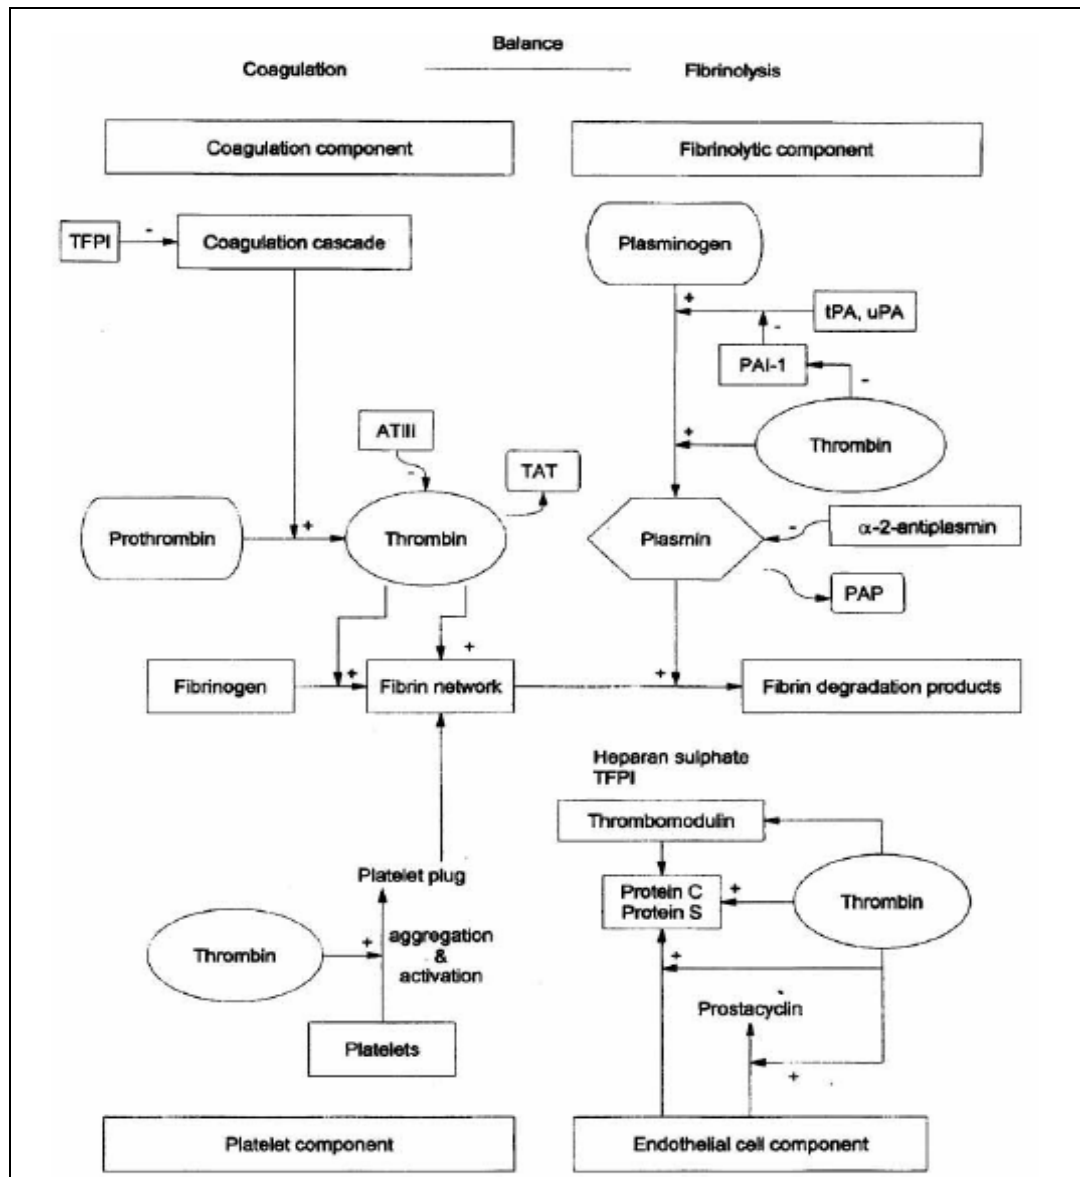 Balance
Coagulation
Fibrinolysis
Coagulation component
Fibrinolytic component
TFPI
-
Coagulation cascade
Plasminogen
+
tPA, uPA
-
PAI-1
-
ATIII
-
TAT
+
Thrombin
Prothrombin
+
Thrombin
Plasmin
-
α-2-antiplasmin
PAP
+
Fibrinogen
+
Fibrin network
+
Fibrin degradation products
Heparan sulphate
TFPI
Thrombomodulin
Platelet plug
Protein C
Protein S
+
Thrombin
Thrombin
+
aggregation
&
activation
+
Prostacyclin
Platelets
+
Platelet component
Endothelial cell component